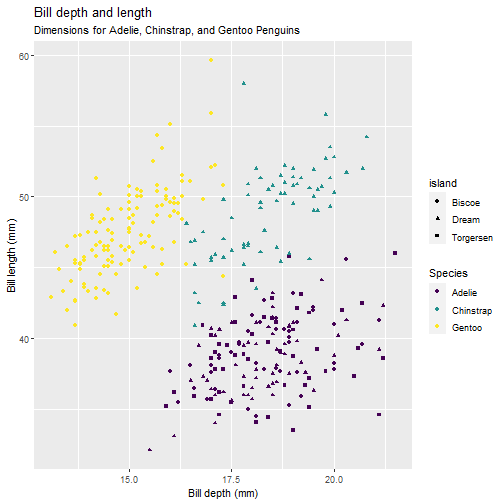 Bill depth and length
Dimensions for Adelie, Chinstrap, and Gentoo Penguins
60
50
40
Bill length (mm)
15.0 17.5 20.0
Bill depth (mm)
island
Biscoe
Dream
Torgersen
Species
Adelie
Chinstrap
Gentoo